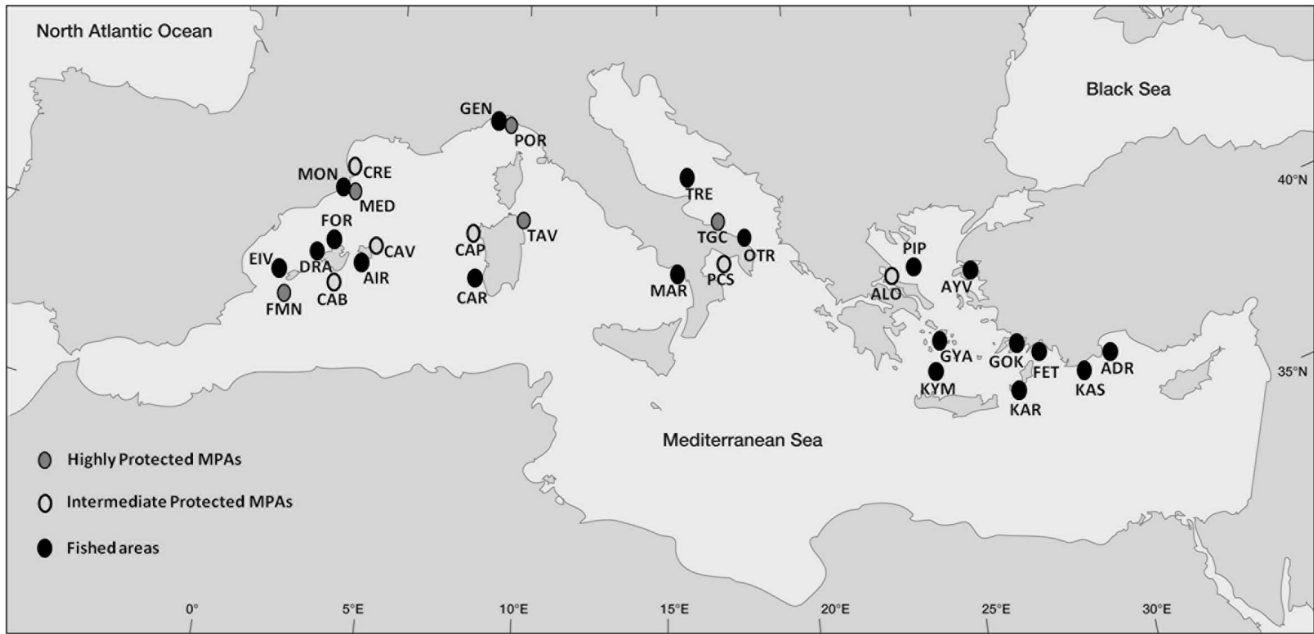 North Atlantic Ocean
Black Sea
GEN
POR
MON
CRE
MED
TRE
40°N
FOR
CAV
CAP
TAV
TGC
OTR
EIV
DRA
AIR
PIP
CAB
CAR
MAR
PCS
ALO
AYV
FMN
GYA
GOK
FET
ADR
35°N
KYM
KAR
KAS
Mediterranean Sea
Highly Protected MPAs
Intermediate Protected MPAs
Fished areas
0°
5°E
10°E
15°E
20°E
25°E
30°E